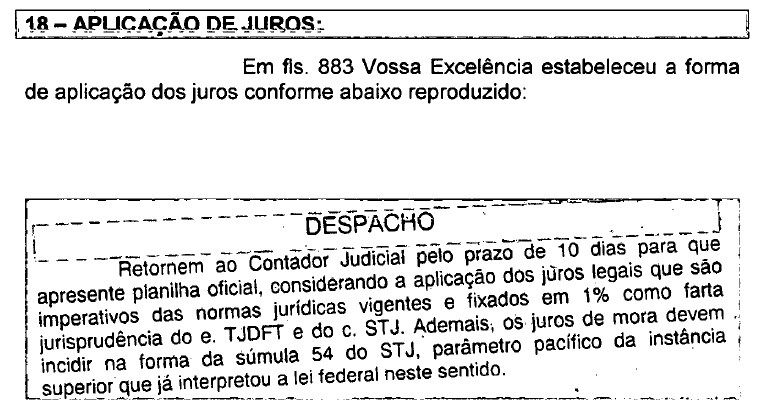 18 – APLICAÇÃO DE JUROS:
Em fls. 883 Vossa Excelência estabeleceu a forma
de aplicação dos juros conforme abaixo reproduzido:
DESPACHO
Retornem ao Contador Judicial pelo prazo de 10 dias para que
apresente planilha oficial, considerando a aplicação dos juros legais que são
imperativos das normas jurídicas vigentes e fixados em 1% como farta
jurisprudência do e. TJDFT e do c. STJ. Ademais, os juros de mora devem
incidir na forma da súmula 54 do STJ, parâmetro pacífico da instância
superior que já interpretou a lei federal neste sentido.